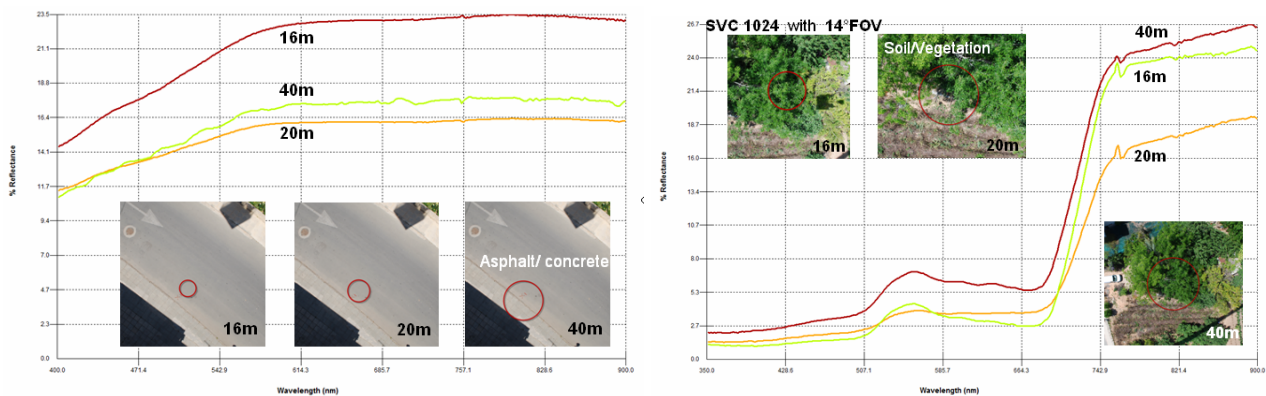 23.5
21.1
18.8
16.4
14.1
11.7
9.4
7.0
4.7
2.3
0.0
% Reflectance
16m
40m
20m
16m
20m
Asphalt/ concrete
40m
400.0
471.4
542.9
614.3
685.7
757.1
828.6
900.0
Wavelength (nm)
SVC 1024 with 14°FOV
26.7
24.0
21.4
18.7
16.0
13.4
10.7
8.0
5.3
2.7
0.0
% Reflectance
16m
Soil/Vegetation
20m
40m
16m
20m
40m
350.0
428.6
507.1
585.7
664.3
742.9
821.4
900.0
Wavelength (nm)